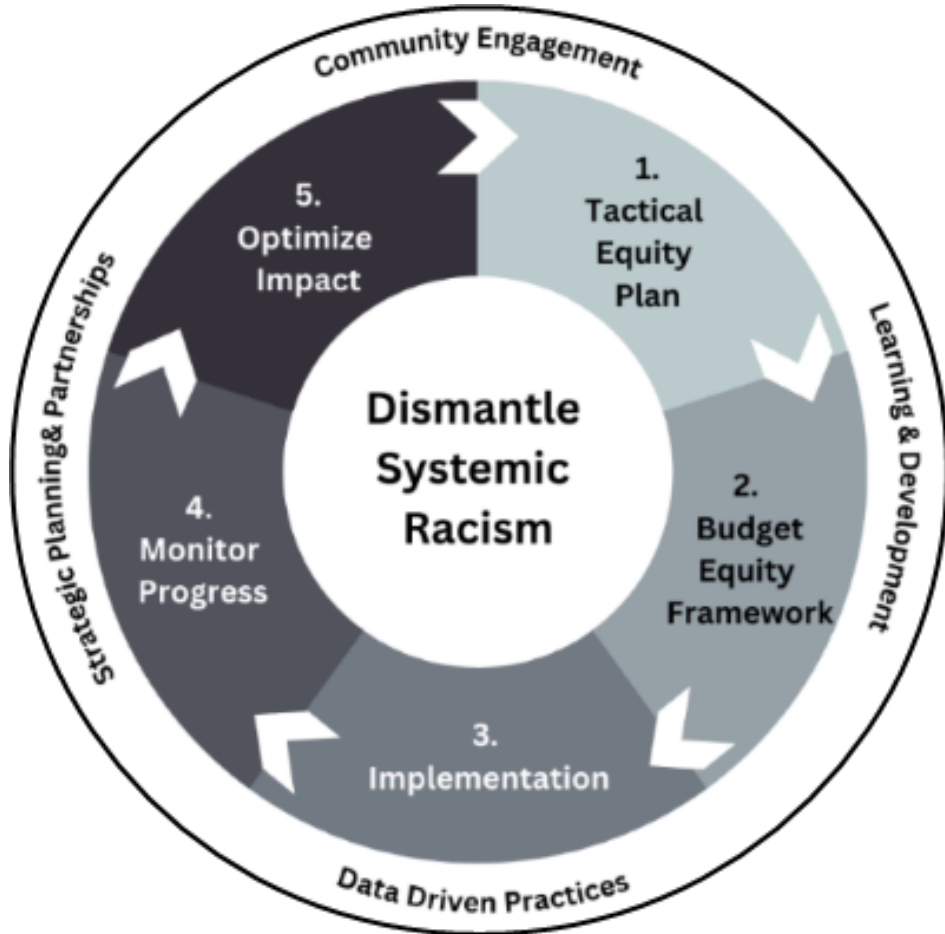 Community Engagement
1.
Tactical
Equity
Plan
Learning & Development
2.
Budget
Equity
Framework
3.
Implementation
Data Driven Practices
4.
Monitor
Progress
Strategic Planning& Partnerships
5.
Optimize
Impact
Dismantle
Systemic
Racism